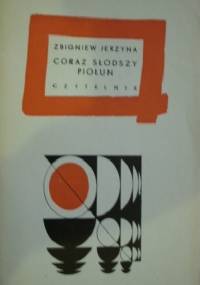 ZBIGNIEW JERZYNA
CORAZ SŁODSZY
PIOŁUN
CZYTELNIK